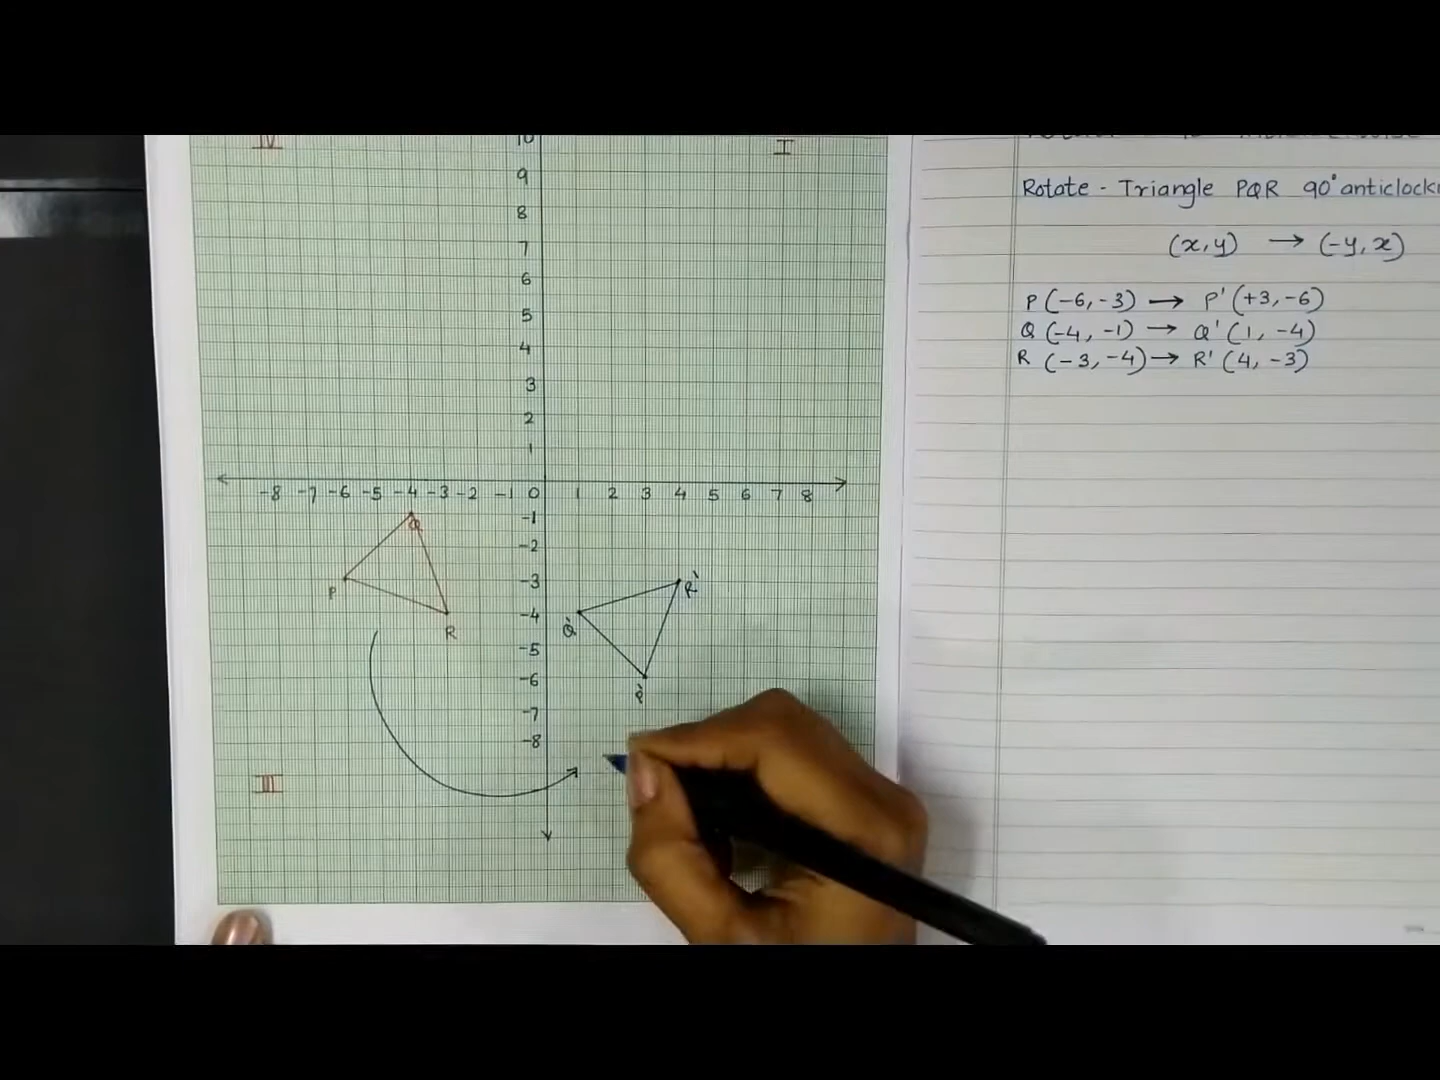 IV
I
10
9
8
7
6
5
4
3
2
1
-8 -7 -6 -5 -4 -3 -2 -1 0 1 2 3 4 5 6 7 8
-1
-2
-3
-4
-5
-6
-7
-8
Q
P
R
R'
Q'
P'
III
Rotate - Triangle PQR 90° anticlock
(x,y) → (-y,x)
P (-6,-3) → P' (+3,-6)
Q (-4, -1) → Q' (1, -4)
R (-3, -4) → R' (4, -3)